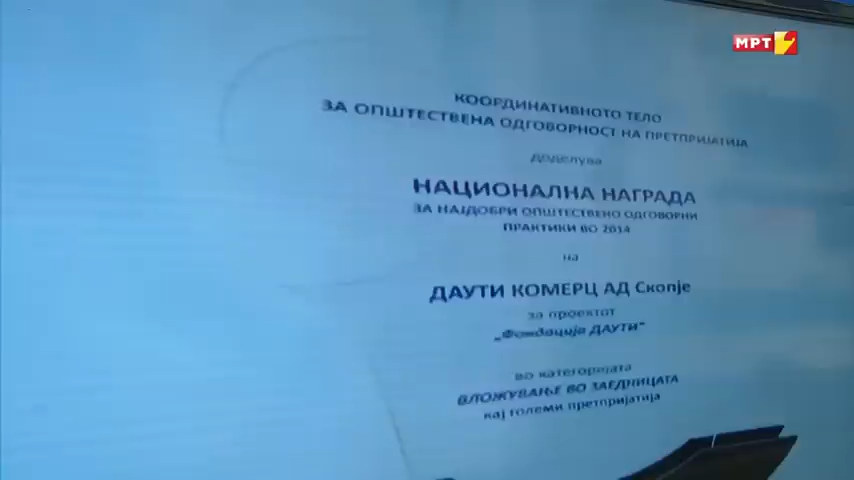 МРТ
КООРДИНАТИВНОТО ТЕЛО
ЗА ОПШТЕСТВЕНА ОДГОВОРНОСТ НА ПРЕТПРИЈАТИЈА
доделува
НАЦИОНАЛНА НАГРАДА
ЗА НАЈДОБРИ ОПШТЕСТВЕНО ОДГОВОРНИ
ПРАКТИКИ ВО 2014
на
ДАУТИ КОМЕРЦ АД Скопје
за проектот
„Фондација ДАУТИ“
во категоријата
ВЛОЖУВАЊЕ ВО ЗАЕДНИЦАТА
кај големи претпријатија